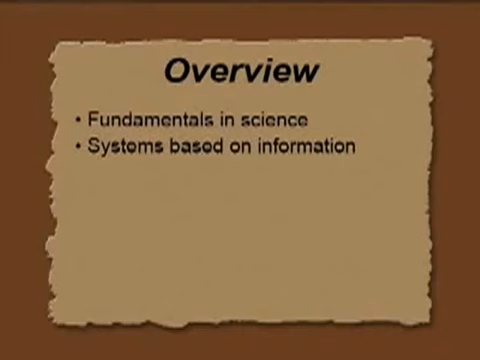 Overview
• Fundamentals in science
• Systems based on information